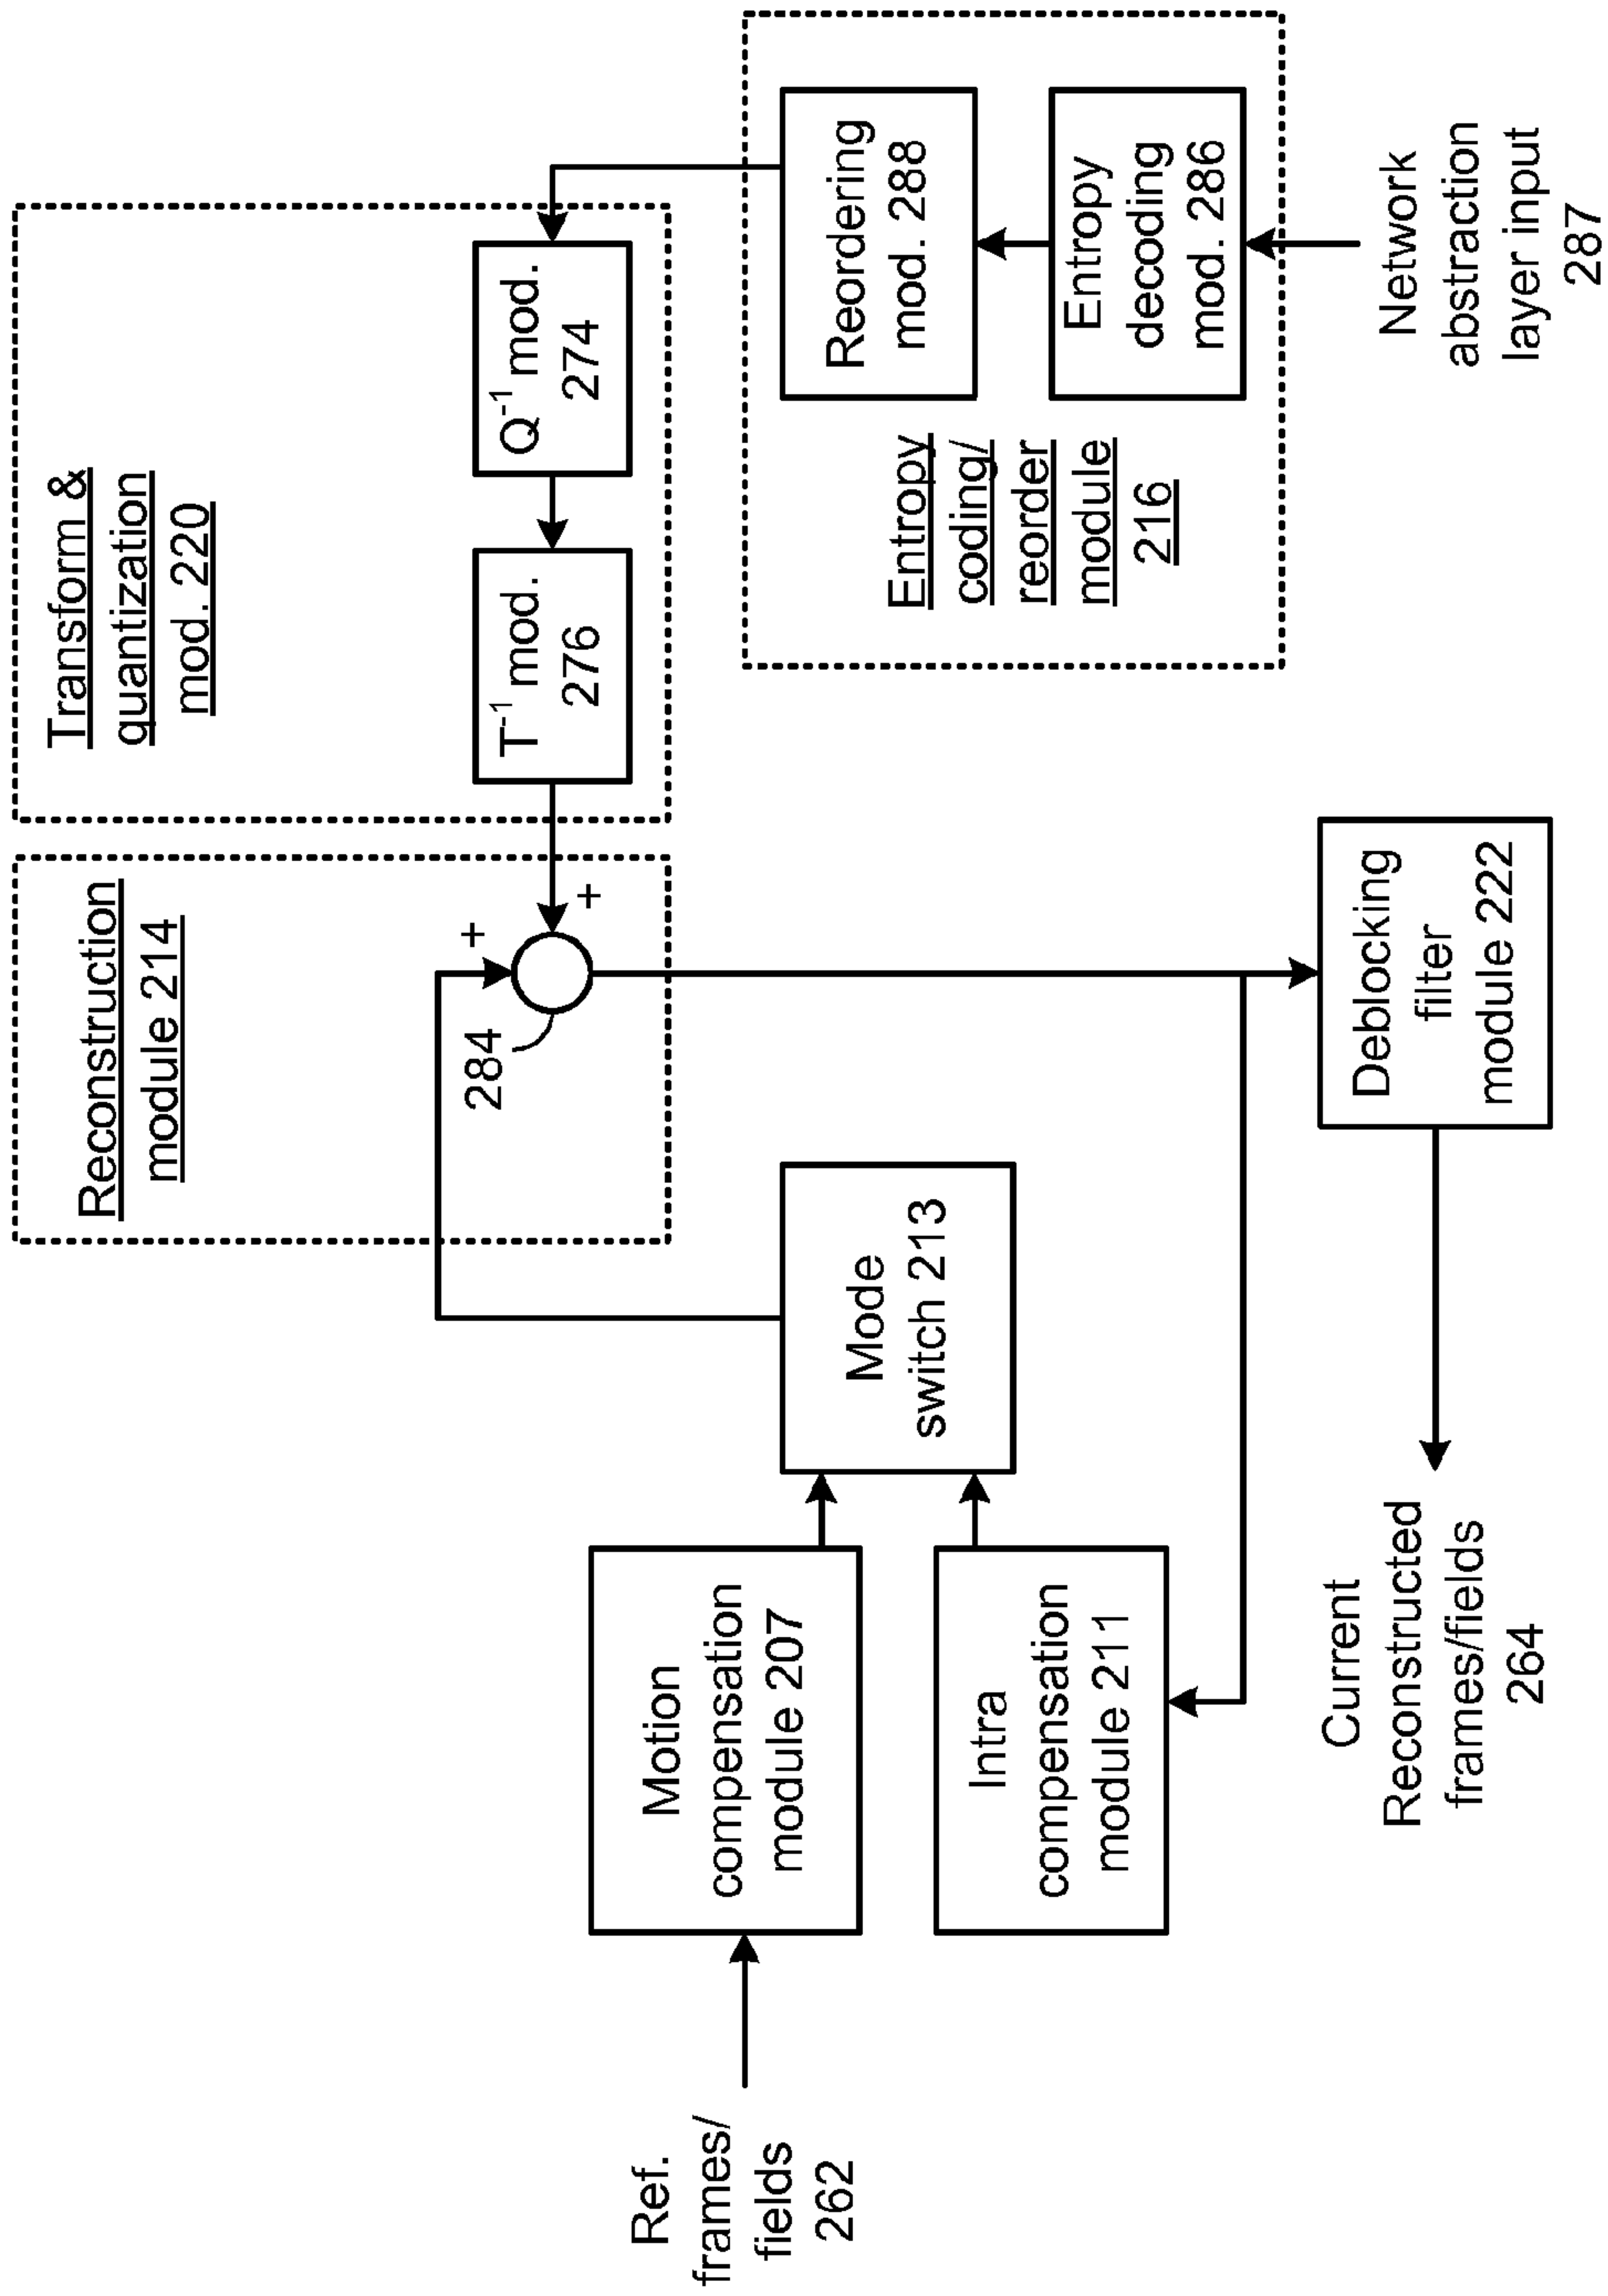 Reconstruction
module 214
Transform &
quantization
mod. 220
+
+
284
T-1 mod.
276
Q-1 mod.
274
Ref.
frames/
fields
262
Motion
compensation
module 207
Mode
switch 213
Intra
compensation
module 211
Entropy
coding/
reorder
module
216
Reordering
mod. 288
Entropy
decoding
mod. 286
Current
Reconstructed
frames/fields
264
Deblocking
filter
module 222
Network
abstraction
layer input
287